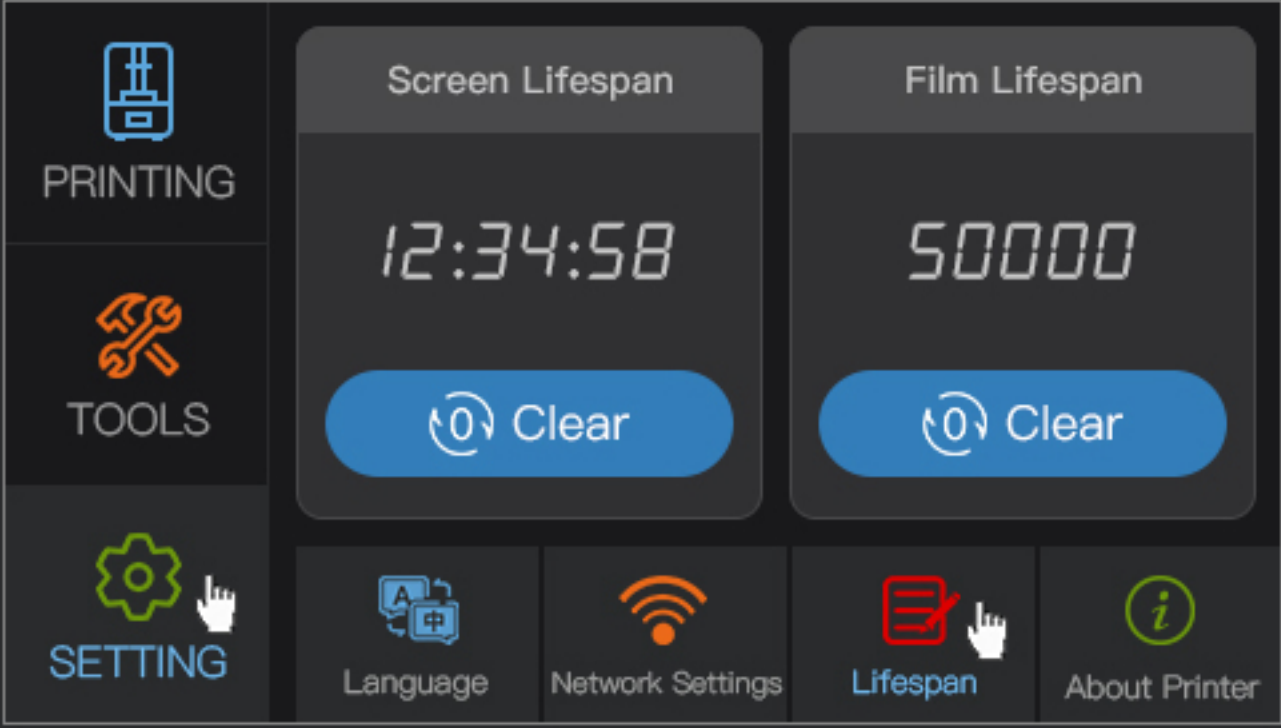 PRINTING
TOOLS
SETTING
Screen Lifespan
12:34:58
0 Clear
Film Lifespan
50000
0 Clear
A 中
Language
Network Settings
Lifespan
i
About Printer